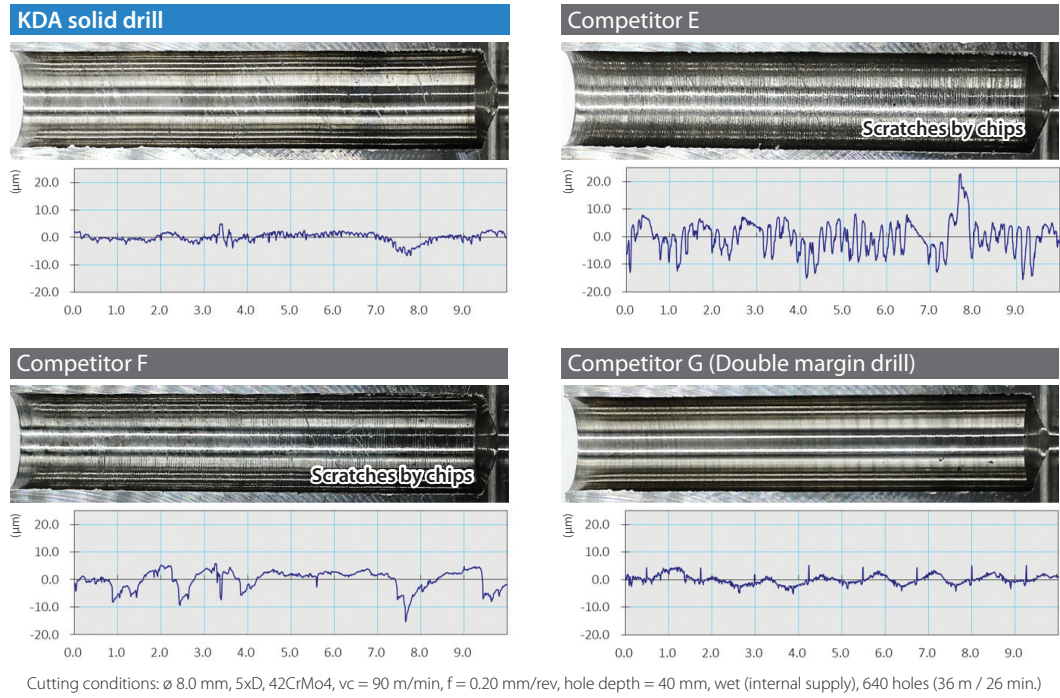 KDA solid drill
(μm)
20.0
10.0
0.0
-10.0
-20.0
0.0 1.0 2.0 3.0 4.0 5.0 6.0 7.0 8.0 9.0
Competitor E
Scratches by chips
(μm)
20.0
10.0
0.0
-10.0
-20.0
0.0 1.0 2.0 3.0 4.0 5.0 6.0 7.0 8.0 9.0
Competitor F
Scratches by chips
(μm)
20.0
10.0
0.0
-10.0
-20.0
0.0 1.0 2.0 3.0 4.0 5.0 6.0 7.0 8.0 9.0
Competitor G (Double margin drill)
(μm)
20.0
10.0
0.0
-10.0
-20.0
0.0 1.0 2.0 3.0 4.0 5.0 6.0 7.0 8.0 9.0
Cutting conditions: ø 8.0 mm, 5xD, 42CrMo4, vc = 90 m/min, f = 0.20 mm/rev, hole depth = 40 mm, wet (internal supply), 640 holes (36 m / 26 min.)